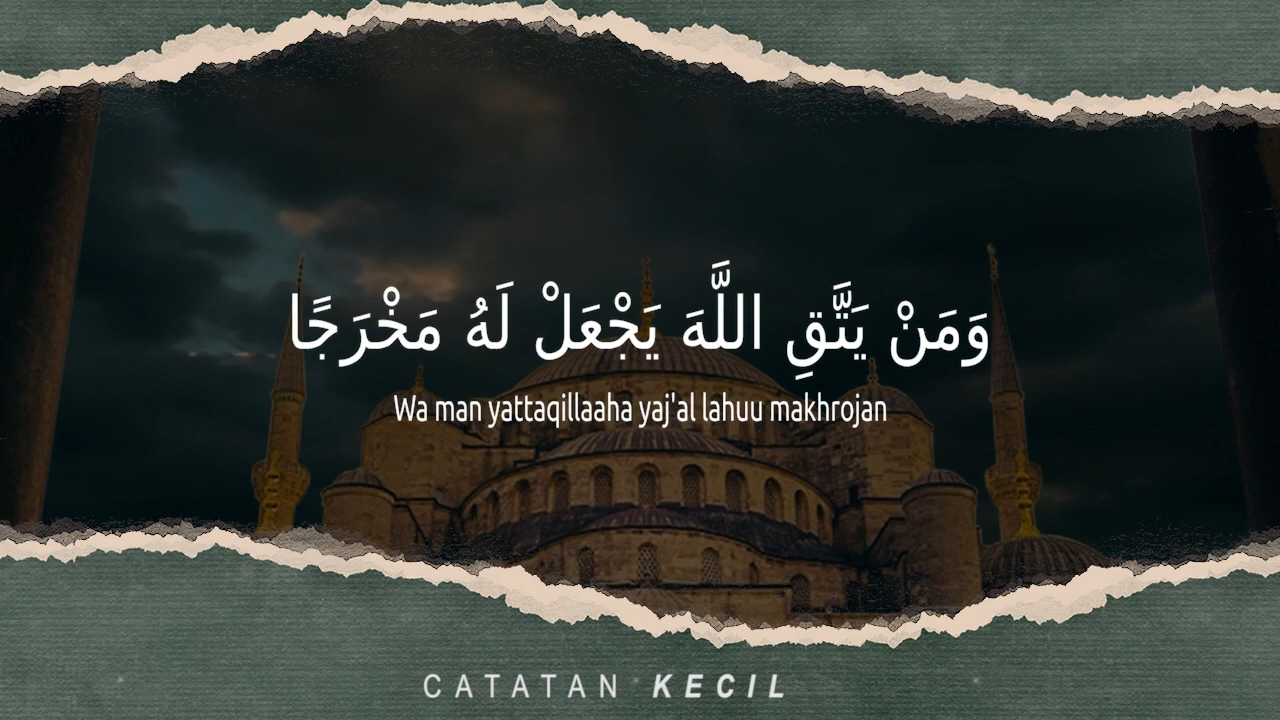 وَمَنْ يَتَّقِ اللَّهَ يَجْعَلْ لَهُ مَخْرَجًا
Wa man yattaqillaaha yaj'al lahuu makhrojan
CATATAN KECIL